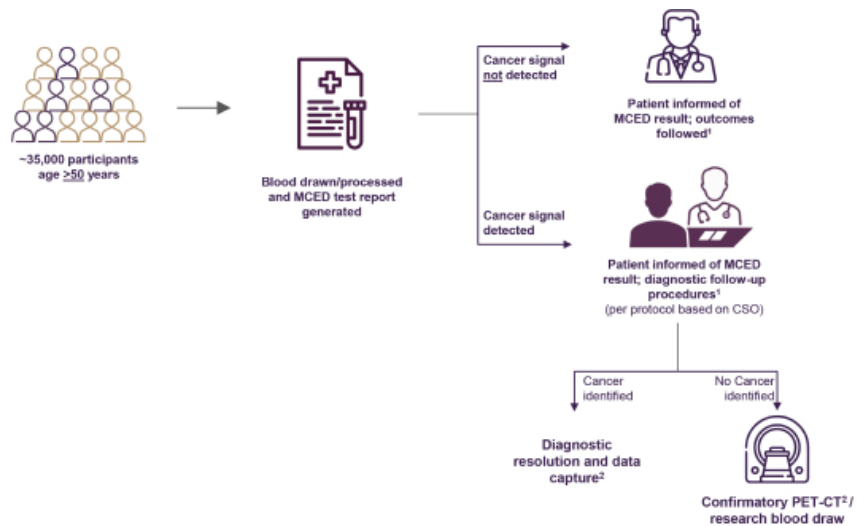 Cancer signal
not detected
Patient informed of
MCED result; outcomes
followed¹
~35,000 participants
age >50 years
Blood drawn/processed
and MCED test report
generated
Cancer signal
detected
Patient informed of MCED
result; diagnostic follow-up
procedures¹
(per protocol based on CSO)
Cancer
identified
No Cancer
identified
Diagnostic
resolution and data
capture²
Confirmatory PET-CT²/
research blood draw